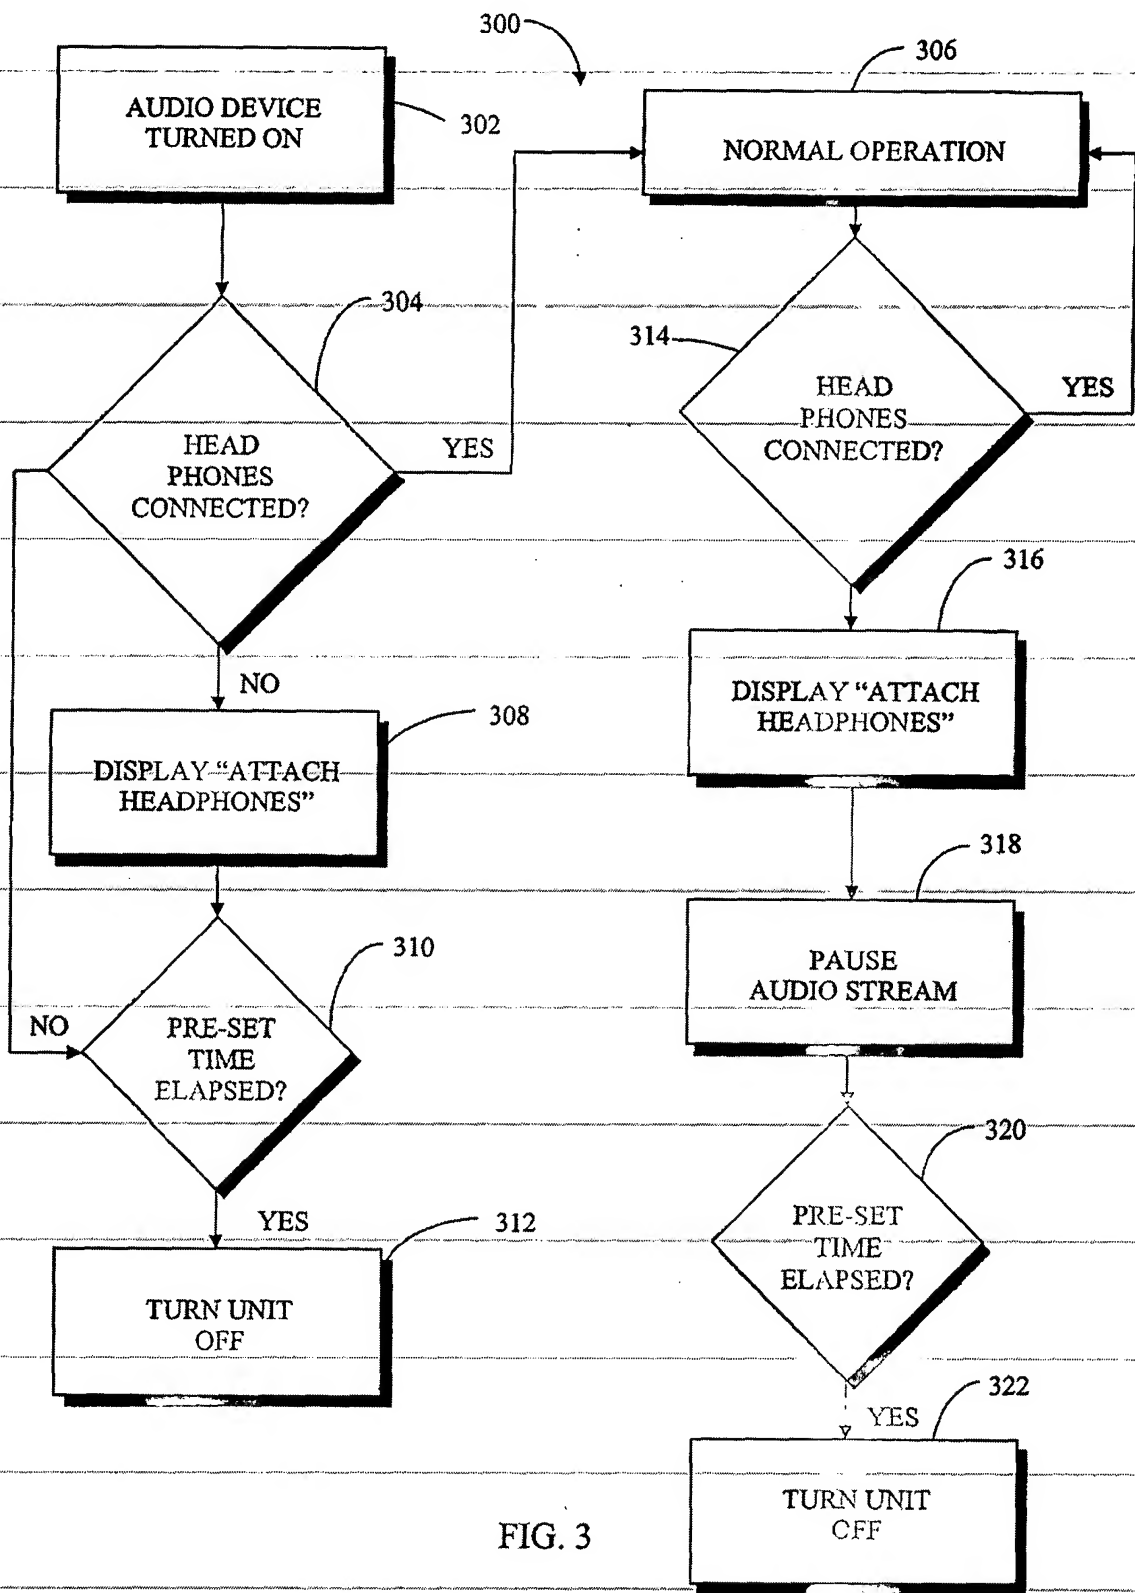 300
306
AUDIO DEVICE
TURNED ON
302
NORMAL OPERATION
304
314
HEAD
PHONES
CONNECTED?
YES
HEAD
PHONES
CONNECTED?
YES
316
NO
308
DISPLAY “ATTACH
HEADPHONES”
DISPLAY “ATTACH
HEADPHONES”
318
310
PAUSE
AUDIO STREAM
NO
PRE-SET
TIME
ELAPSED?
320
YES
312
PRE-SET
TIME
ELAPSED?
TURN UNIT
OFF
322
YES
TURN UNIT
OFF
FIG. 3